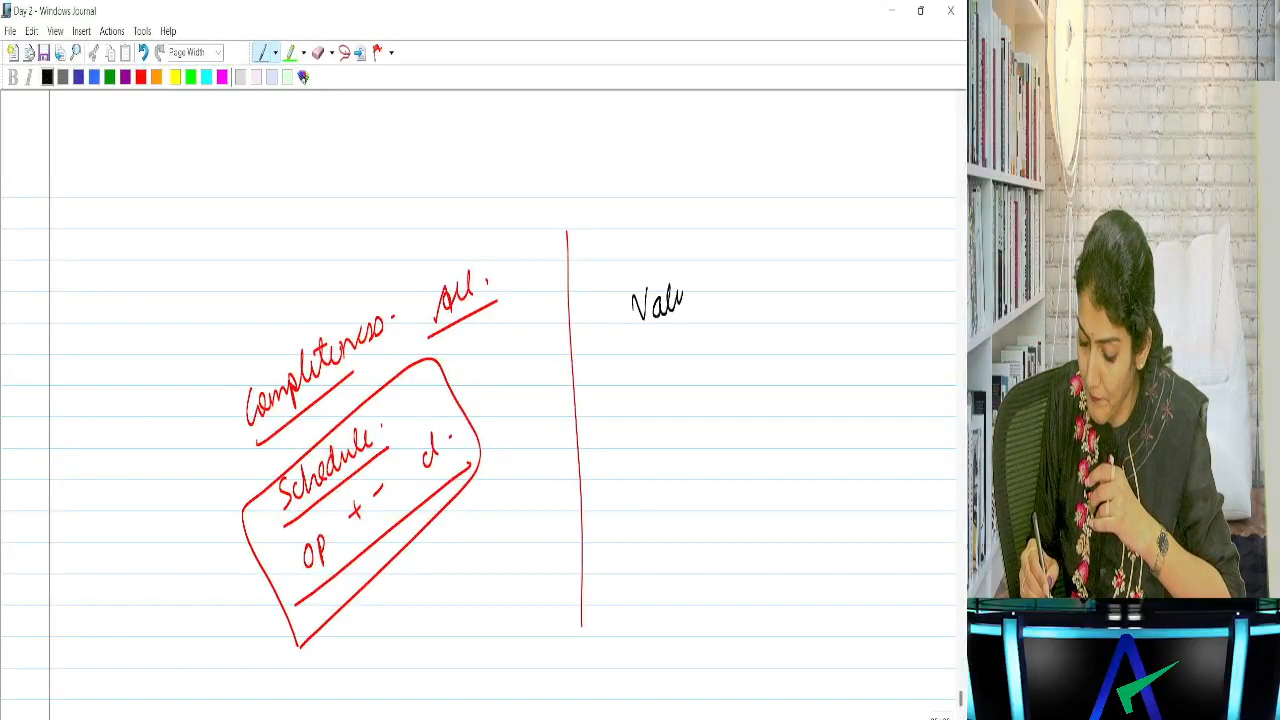 Day 2 - Windows Journal
File Edit View Insert Actions Tools Help
Page Width
B I
Completeness. All.
Schedule.
OP + - cl.
Valu